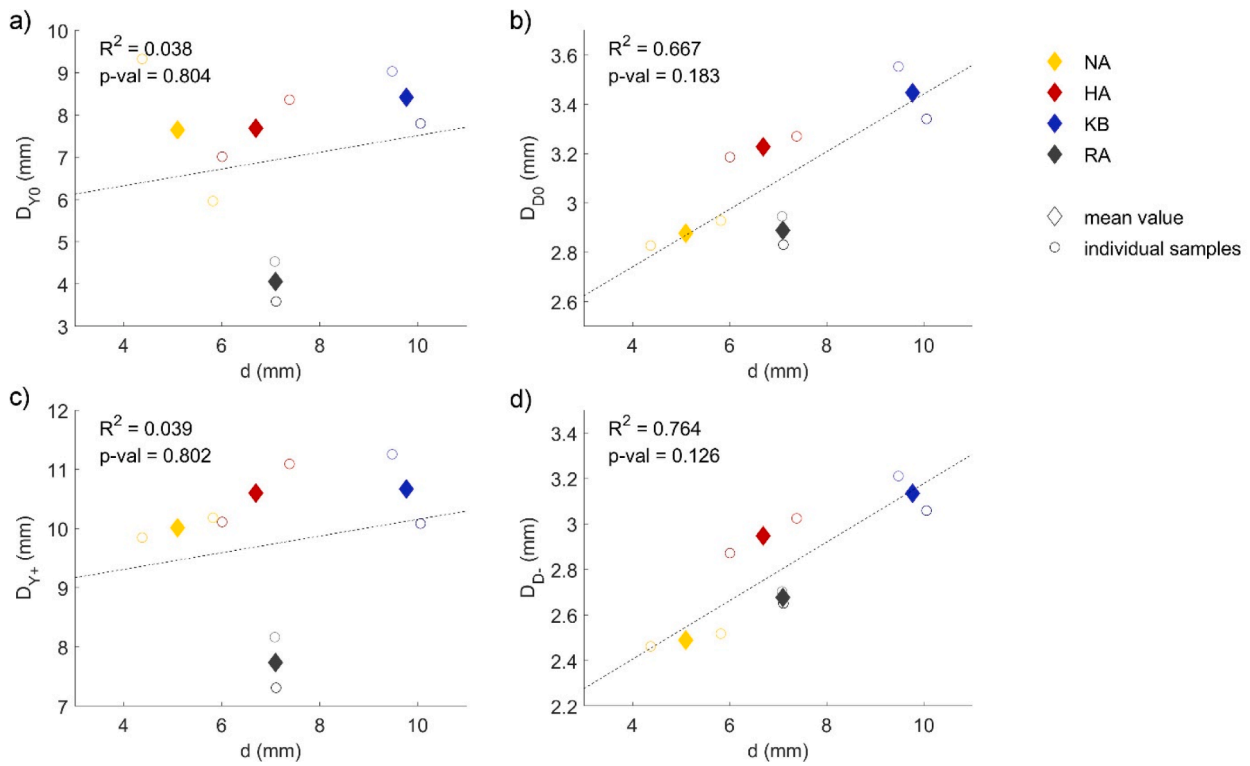 a)
R² = 0.038
p-val = 0.804
10
9
8
7
6
5
4
3
D_Y0 (mm)
4 6 8 10
d (mm)
b)
R² = 0.667
p-val = 0.183
3.6
3.4
3.2
3
2.8
2.6
D_D0 (mm)
4 6 8 10
d (mm)
NA
HA
KB
RA
mean value
individual samples
c)
R² = 0.039
p-val = 0.802
12
11
10
9
8
7
D_Y+ (mm)
4 6 8 10
d (mm)
d)
R² = 0.764
p-val = 0.126
3.4
3.2
3
2.8
2.6
2.4
2.2
D_D- (mm)
4 6 8 10
d (mm)